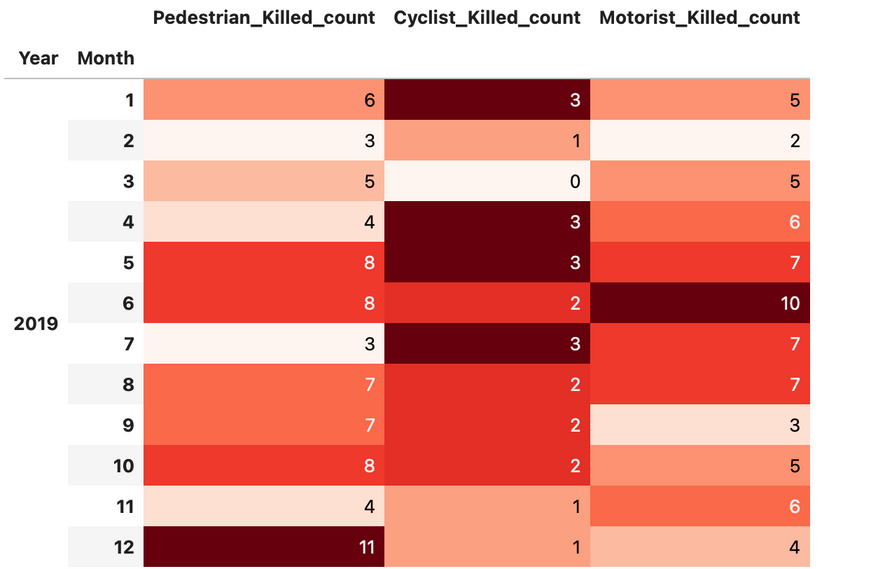 Pedestrian_Killed_count Cyclist_Killed_count Motorist_Killed_count
Year Month
1 6 3 5
2 3 1 2
3 5 0 5
4 4 3 6
5 8 3 7
6 8 2 10
2019
7 3 3 7
8 7 2 7
9 7 2 3
10 8 2 5
11 4 1 6
12 11 1 4